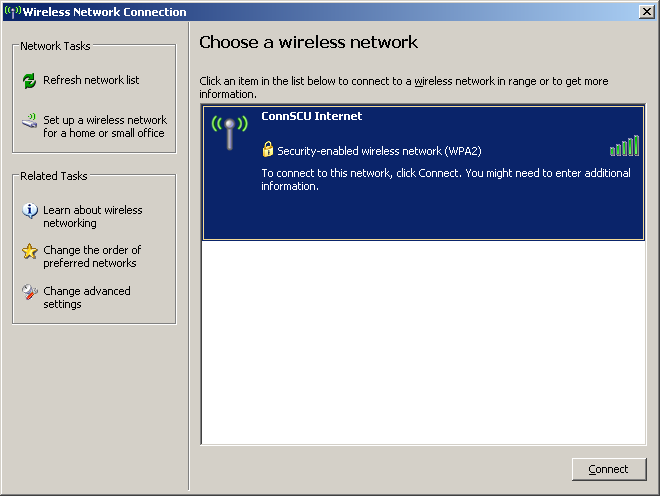 Wireless Network Connection
Network Tasks
Refresh network list
Set up a wireless network
for a home or small office
Related Tasks
Learn about wireless
networking
Change the order of
preferred networks
Change advanced
settings
Choose a wireless network
Click an item in the list below to connect to a wireless network in range or to get more
information.
ConnSCU Internet
Security-enabled wireless network (WPA2)
To connect to this network, click Connect. You might need to enter additional
information.
Connect